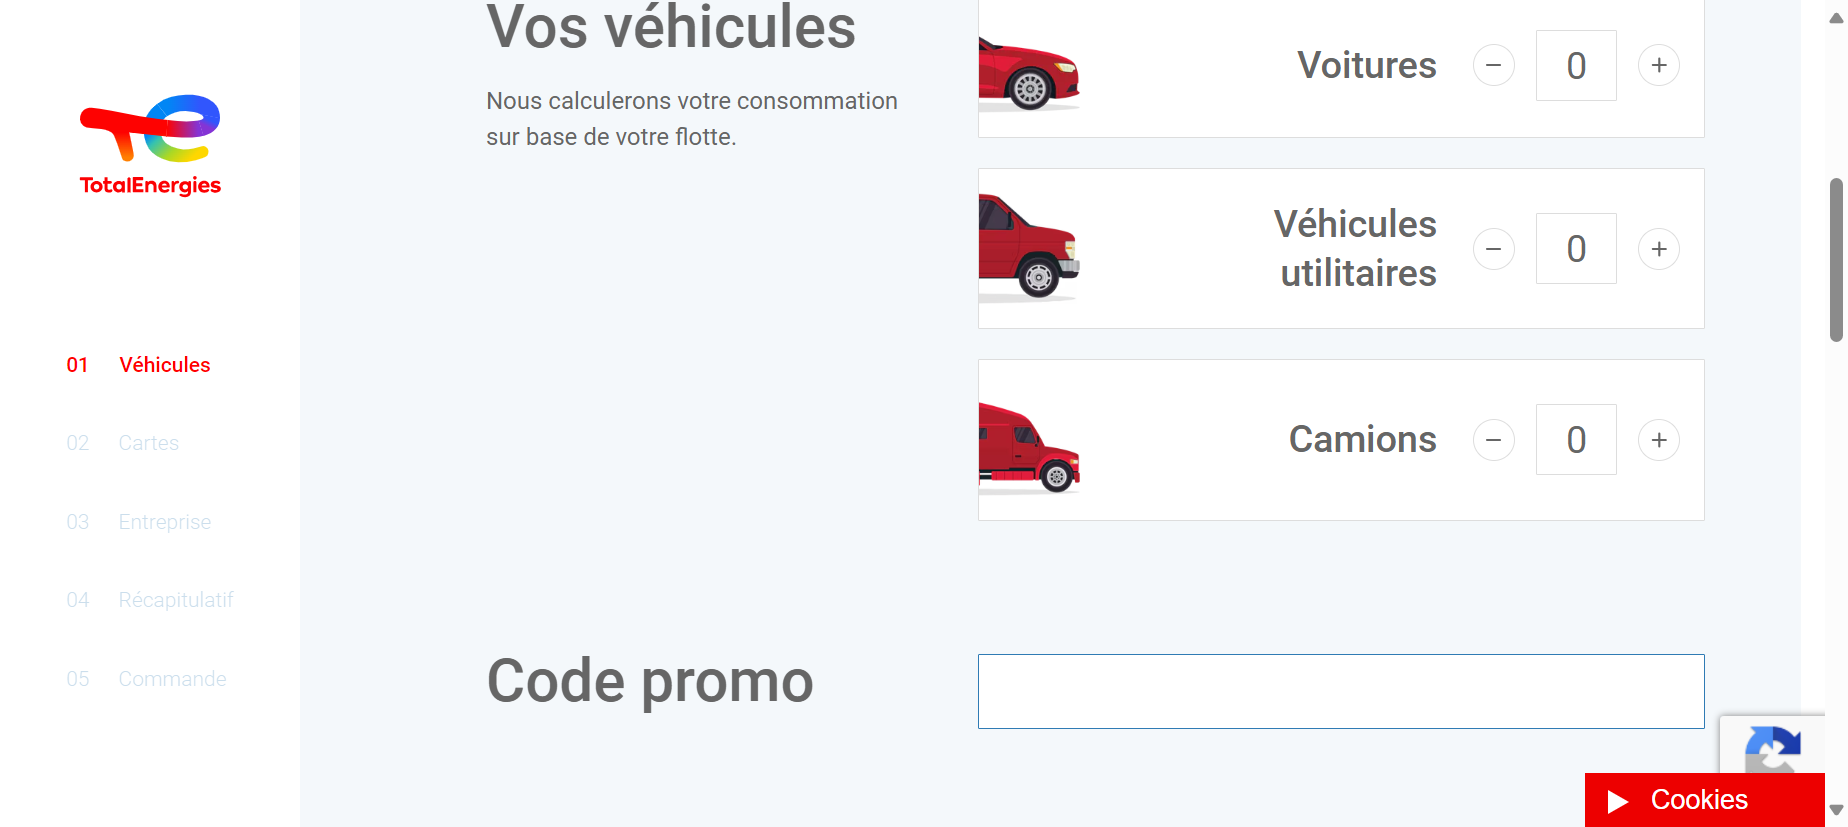 TotalEnergies
01 Véhicules
02 Cartes
03 Entreprise
04 Récapitulatif
05 Commande
Vos véhicules
Nous calculerons votre consommation
sur base de votre flotte.
Voitures − 0 +
Véhicules
utilitaires − 0 +
Camions − 0 +
Code promo
Cookies